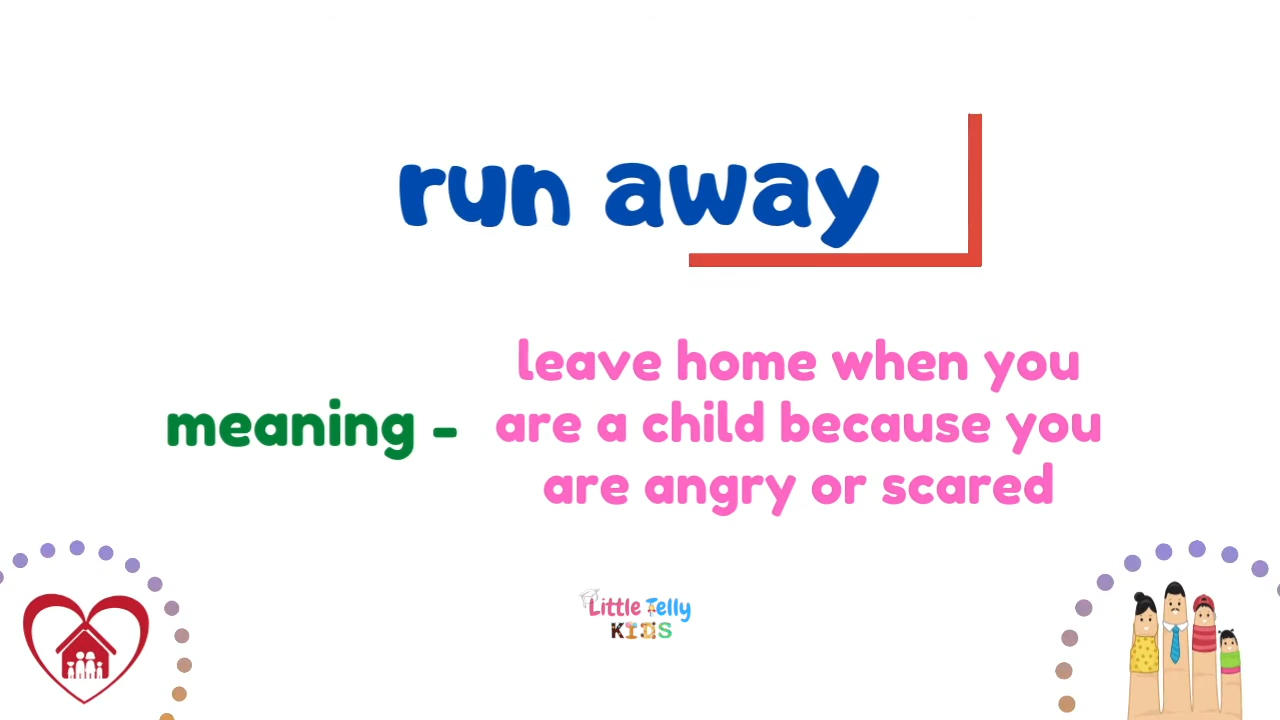 run away
meaning -
leave home when you
are a child because you
are angry or scared
Little Telly
KIDS